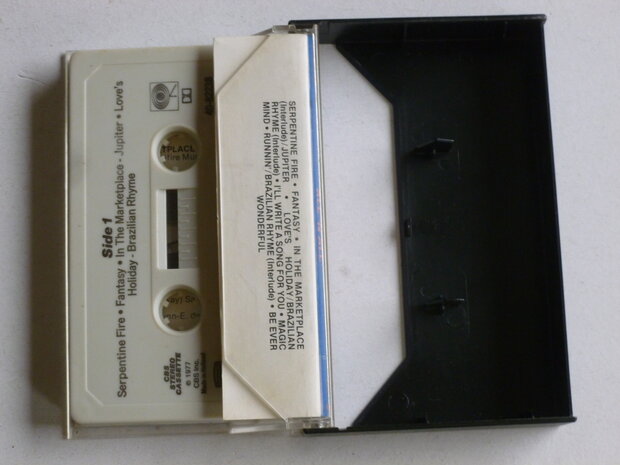 Side 1
Serpentine Fire • Fantasy • In The Marketplace - Jupiter • Love's
Holiday - Brazilian Rhyme
CBS
STEREO
CASSETTE
℗ 1977
CBS Inc.
SERPENTINE FIRE • FANTASY • IN THE MARKETPLACE
(Interlude)/JUPITER • LOVE'S HOLIDAY/BRAZILIAN
RHYME (Interlude) • I'LL WRITE A SONG FOR YOU • MAGIC
MIND • RUNNIN'/BRAZILIAN RHYME (Interlude) • BE EVER
WONDERFUL